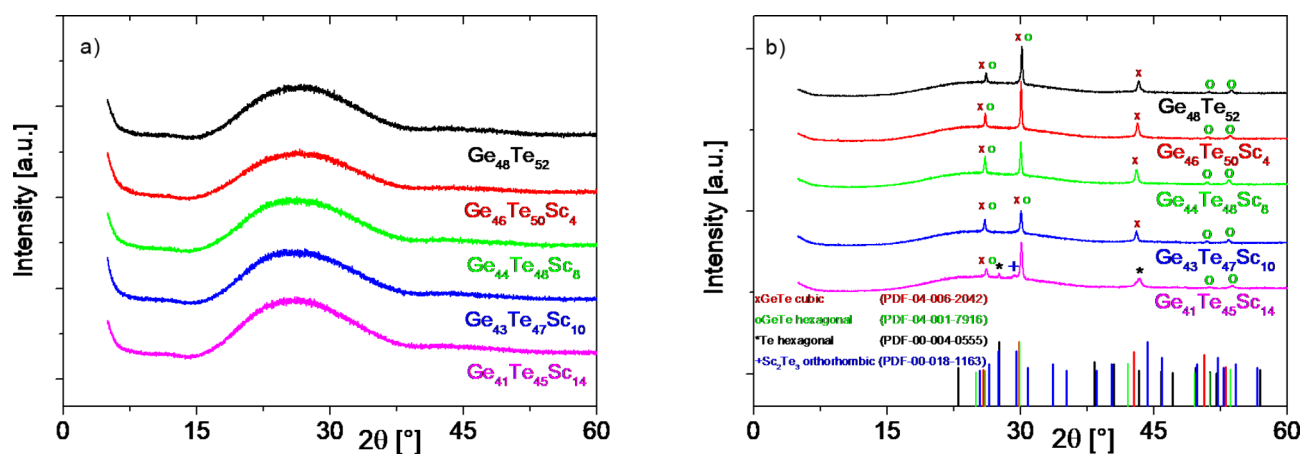 a)
Intensity [a.u.]
Ge₄₈Te₅₂
Ge₄₆Te₅₀Sc₄
Ge₄₄Te₄₈Sc₈
Ge₄₃Te₄₇Sc₁₀
Ge₄₁Te₄₅Sc₁₄
0 15 30 45 60
2θ [°]
b)
Intensity [a.u.]
x o
x o x o o
Ge₄₈Te₅₂
x o x o o
Ge₄₆Te₅₀Sc₄
x o x o o
Ge₄₄Te₄₈Sc₈
x o x o
x o o
Ge₄₃Te₄₇Sc₁₀
x o * + * o o
Ge₄₁Te₄₅Sc₁₄
xGeTe cubic (PDF-04-006-2042)
oGeTe hexagonal (PDF-04-001-7916)
*Te hexagonal (PDF-00-004-0555)
+Sc₂Te₃ orthorhombic (PDF-00-018-1163)
0 15 30 45 60
2θ [°]